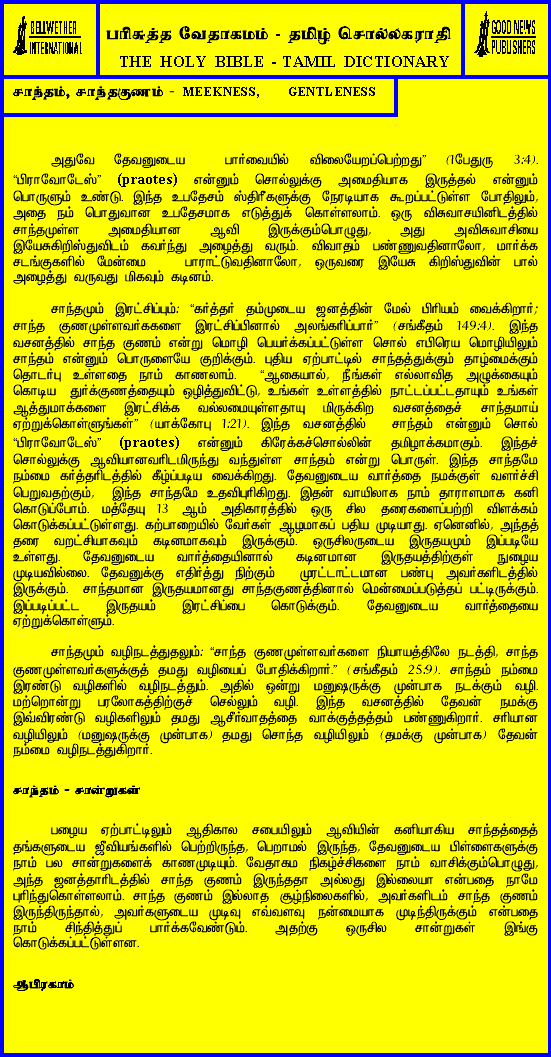 BELLWETHER
INTERNATIONAL
பரிசுத்த வேதாகமம் - தமிழ் சொல்லகராதி
THE HOLY BIBLE - TAMIL DICTIONARY
GOOD NEWS
PUBLISHERS
சாந்தம், சாந்தகுணம் - MEEKNESS, GENTLENESS
அதுவே தேவனுடைய பார்வையில் விலையேறப்பெற்றது” (1பேதுரு 3:4).
“பிராவோடேஸ்” (praotes) என்னும் சொல்லுக்கு அமைதியாக இருத்தல் என்னும்
பொருளும் உண்டு. இந்த உபதேசம் ஸ்திரீகளுக்கு நேரடியாக கூறப்பட்டுள்ள போதிலும்,
அதை நம் பொதுவான உபதேசமாக எடுத்துக் கொள்ளலாம். ஒரு விசுவாசயினிடத்தில்
சாந்தமுள்ள அமைதியான ஆவி இருக்கும்பொழுது, அது அவிசுவாசியை
இயேசுகிறிஸ்துவிடம் கவர்ந்து அழைத்து வரும். விவாதம் பண்ணுவதினாலோ, மார்க்க
சடங்குகளில் மேன்மை பாராட்டுவதினாலோ, ஒருவரை இயேசு கிறிஸ்துவின் பால்
அழைத்து வருவது மிகவும் கடினம்.
சாந்தமும் இரட்சிப்பும்: “கர்த்தர் தம்முடைய ஜனத்தின் மேல் பிரியம் வைக்கிறார்;
சாந்த குணமுள்ளவர்ககளை இரட்சிப்பினால் அலங்கரிப்பார்” (சங்கீதம் 149:4). இந்த
வசனத்தில் சாந்த குணம் என்று மொழி பெயர்க்கப்பட்டுள்ள சொல் எபிரெய மொழியிலும்
சாந்தம் என்னும் பொருளையே குறிக்கும். புதிய ஏற்பாட்டில் சாந்தத்துக்கும் தாழ்மைக்கும்
தொடர்பு உள்ளதை நாம் காணலாம். “ஆகையால், நீங்கள் எல்லாவித அழுக்கையும்
கொடிய துர்க்குணத்தையும் ஒழித்துவிட்டு, உங்கள் உள்ளத்தில் நாட்டப்பட்டதாயும் உங்கள்
ஆத்துமாக்களை இரட்சிக்க வல்லமையுள்ளதாயு மிருக்கிற வசனத்தைச் சாந்தமாய்
ஏற்றுக்கொள்ளுங்கள்” (யாக்கோபு 1:21). இந்த வசனத்தில் சாந்தம் என்னும் சொல்
“பிராவோடேஸ்” (praotes) என்னும் கிரேக்கச்சொல்லின் தமிழாக்கமாகும். இந்தச்
சொல்லுக்கு ஆவியானவரிடமிருந்து வந்துள்ள சாந்தம் என்று பொருள். இந்த சாந்தமே
நம்மை கர்த்தரிடத்தில் கீழ்ப்படிய வைக்கிறது. தேவனுடைய வார்த்தை நமக்குள் வளர்ச்சி
பெறுவதற்கும், இந்த சாந்தமே உதவிபுரிகிறது. இதன் வாயிலாக நாம் தாராளமாக கனி
கொடுப்போம். மத்தேயு 13 ஆம் அதிகாரத்தில் ஒரு சில தரைகளைப்பற்றி விளக்கம்
கொடுக்கப்பட்டுள்ளது. கற்பாறையில் வேர்கள் ஆழமாகப் பதிய முடியாது. ஏனெனில், அந்தத்
தரை வறட்சியாகவும் கடினமாகவும் இருக்கும். ஒருசிலருடைய இருதயமும் இப்படியே
உள்ளது. தேவனுடைய வார்த்தையினால் கடினமான இருதயத்திற்குள் நுழைய
முடியவில்லை. தேவனுக்கு எதிர்த்து நிற்கும் முரட்டாட்டமான பண்பு அவர்களிடத்தில்
இருக்கும். சாந்தமான இருதயமானது சாந்தகுணத்தினால் மென்மைப்படுத்தப் பட்டிருக்கும்.
இப்படிப்பட்ட இருதயம் இரட்சிப்பை கொடுக்கும். தேவனுடைய வார்த்தையை
ஏற்றுக்கொள்ளும்.
சாந்தமும் வழிநடத்துதலும்: “சாந்த குணமுள்ளவர்களை நியாயத்திலே நடத்தி, சாந்த
குணமுள்ளவர்களுக்குத் தமது வழியைப் போதிக்கிறார்.” (சங்கீதம் 25:9). சாந்தம் நம்மை
இரண்டு வழிகளில் வழிநடத்தும். அதில் ஒன்று மனுஷருக்கு முன்பாக நடக்கும் வழி.
மற்றொன்று பரலோகத்திற்குச் செல்லும் வழி. இந்த வசனத்தில் தேவன் நமக்கு
இவ்விரண்டு வழிகளிலும் தமது ஆசீர்வாதத்தை வாக்குத்தத்தம் பண்ணுகிறார். சரியான
வழியிலும் (மனுஷருக்கு முன்பாக) தமது சொந்த வழியிலும் (தமக்கு முன்பாக) தேவன்
நம்மை வழிநடத்துகிறார்.
சாந்தம் - சான்றுகள்
பழைய ஏற்பாட்டிலும் ஆதிகால சபையிலும் ஆவியின் கனியாகிய சாந்தத்தைத்
தங்களுடைய ஜீவியங்களில் பெற்றிருந்த, பெறாமல் இருந்த, தேவனுடைய பிள்ளைகளுக்கு
நாம் பல சான்றுகளைக் காணமுடியும். வேதாகம நிகழ்ச்சிகளை நாம் வாசிக்கும்பொழுது,
அந்த ஜனத்தாரிடத்தில் சாந்த குணம் இருந்ததா அல்லது இல்லையா என்பதை நாமே
புரிந்துகொள்ளலாம். சாந்த குணம் இல்லாத சூழ்நிலைகளில், அவர்களிடம் சாந்த குணம்
இருந்திருந்தால், அவர்களுடைய முடிவு எவ்வளவு நன்மையாக முடிந்திருக்கும் என்பதை
நாம் சிந்தித்துப் பார்க்கவேண்டும். அதற்கு ஒருசில சான்றுகள் இங்கு
கொடுக்கப்பட்டுள்ளன.
ஆபிரகாம்